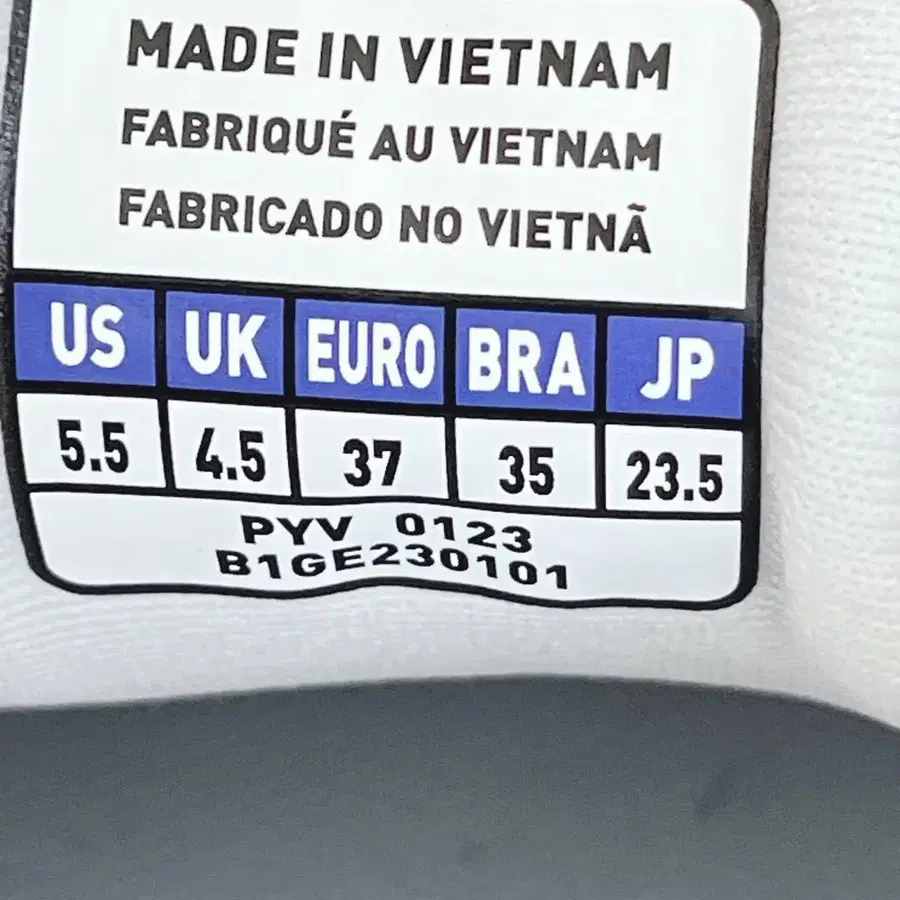 MADE IN VIETNAM
FABRIQUÉ AU VIETNAM
FABRICADO NO VIETNÃ
US UK EURO BRA JP
5.5 4.5 37 35 23.5
PYV 0123
B1GE230101